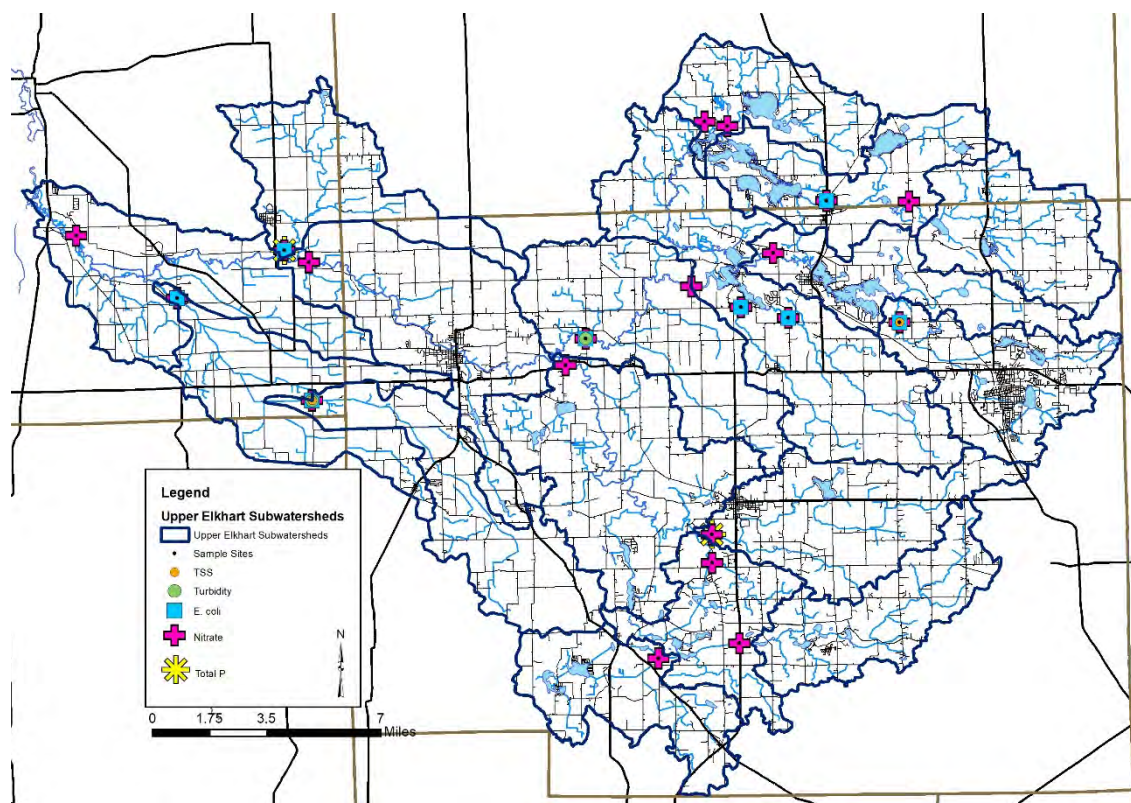 Legend
Upper Elkhart Subwatersheds
Upper Elkhart Subwatersheds
Sample Sites
TSS
Turbidity
E. coli
Nitrate
N
Total P
0 1.75 3.5 7
Miles